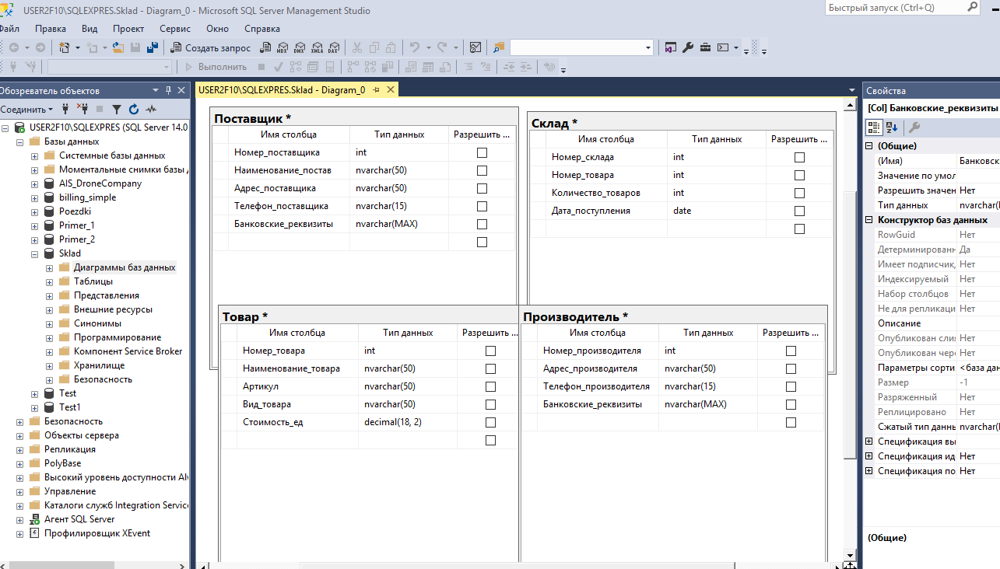 USER2F10\SQLEXPRES.Sklad - Diagram_0 - Microsoft SQL Server Management Studio
Быстрый запуск (Ctrl+Q)
Файл Правка Вид Проект Сервис Окно Справка
Создать запрос MDX DMX XMLA DAX
Выполнить
Обозреватель объектов
Соединить
USER2F10\SQLEXPRES (SQL Server 14.0
Базы данных
Системные базы данных
Моментальные снимки базы
AIS_DroneCompany
billing_simple
Poezdki
Primer_1
Primer_2
Sklad
Диаграммы баз данных
Таблицы
Представления
Внешние ресурсы
Синонимы
Программирование
Компонент Service Broker
Хранилище
Безопасность
Test
Test1
Безопасность
Объекты сервера
Репликация
PolyBase
Высокий уровень доступности Al
Управление
Каталоги служб Integration Service
Агент SQL Server
Профилировщик XEvent
USER2F10\SQLEXPRES.Sklad - Diagram_0
Поставщик *
Имя столбца Тип данных Разрешить ...
Номер_поставщика int
Наименование_постав nvarchar(50)
Адрес_поставщика nvarchar(50)
Телефон_поставщика nvarchar(15)
Банковские_реквизиты nvarchar(MAX)
Склад *
Имя столбца Тип данных Разрешить ...
Номер_склада int
Номер_товара int
Количество_товаров int
Дата_поступления date
Товар *
Имя столбца Тип данных Разрешить ...
Номер_товара int
Наименование_товара nvarchar(50)
Артикул nvarchar(50)
Вид_товара nvarchar(50)
Стоимость_ед decimal(18, 2)
Производитель *
Имя столбца Тип данных Разрешить ...
Номер_производителя int
Адрес_производителя nvarchar(50)
Телефон_производителя nvarchar(15)
Банковские_реквизиты nvarchar(MAX)
Свойства
[Col] Банковские_реквизиты
(Общие)
(Имя) Банковск
Значение по умол
Разрешить значен Нет
Тип данных nvarchar(
Конструктор баз данных
RowGuid Нет
Детерминированн Да
Имеет подписчик, Нет
Индексируемый Нет
Набор столбцов Нет
Не для репликаци Нет
Описание
Опубликован сли Нет
Опубликован чере Нет
Параметры сорти <база дан
Размер -1
Разряженный Нет
Реплицировано Нет
Сжатый тип данны nvarchar(
Спецификация вы
Спецификация ид Нет
Спецификация по Нет
(Общие)